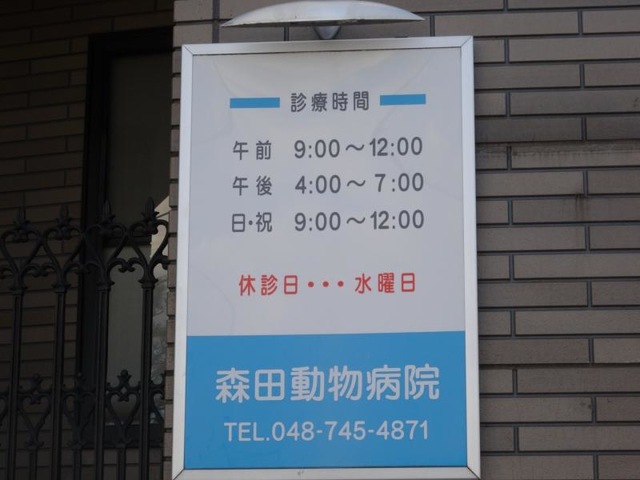 診療時間
午前 9:00〜12:00
午後 4:00〜7:00
日・祝 9:00〜12:00
休診日・・・水曜日
森田動物病院
TEL.048-745-4871